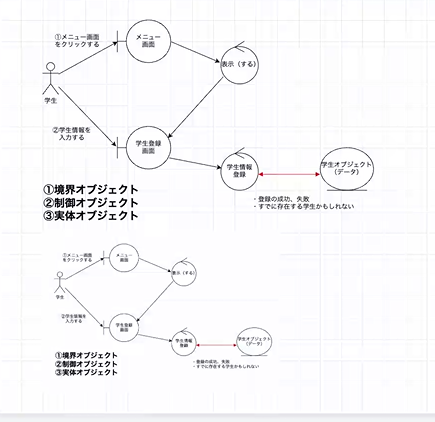 ①メニュー画面
をクリックする
メニュー
画面
表示（する）
学生
②学生情報を
入力する
学生登録
画面
学生情報
登録
学生オブジェクト
（データ）
・登録の成功、失敗
・すでに存在する学生かもしれない
①境界オブジェクト
②制御オブジェクト
③実体オブジェクト
①メニュー画面
をクリックする
メニュー
画面
表示（する）
学生
②学生情報を
入力する
学生登録
画面
学生情報
登録
学生オブジェクト
（データ）
・登録の成功、失敗
・すでに存在する学生かもしれない
①境界オブジェクト
②制御オブジェクト
③実体オブジェクト